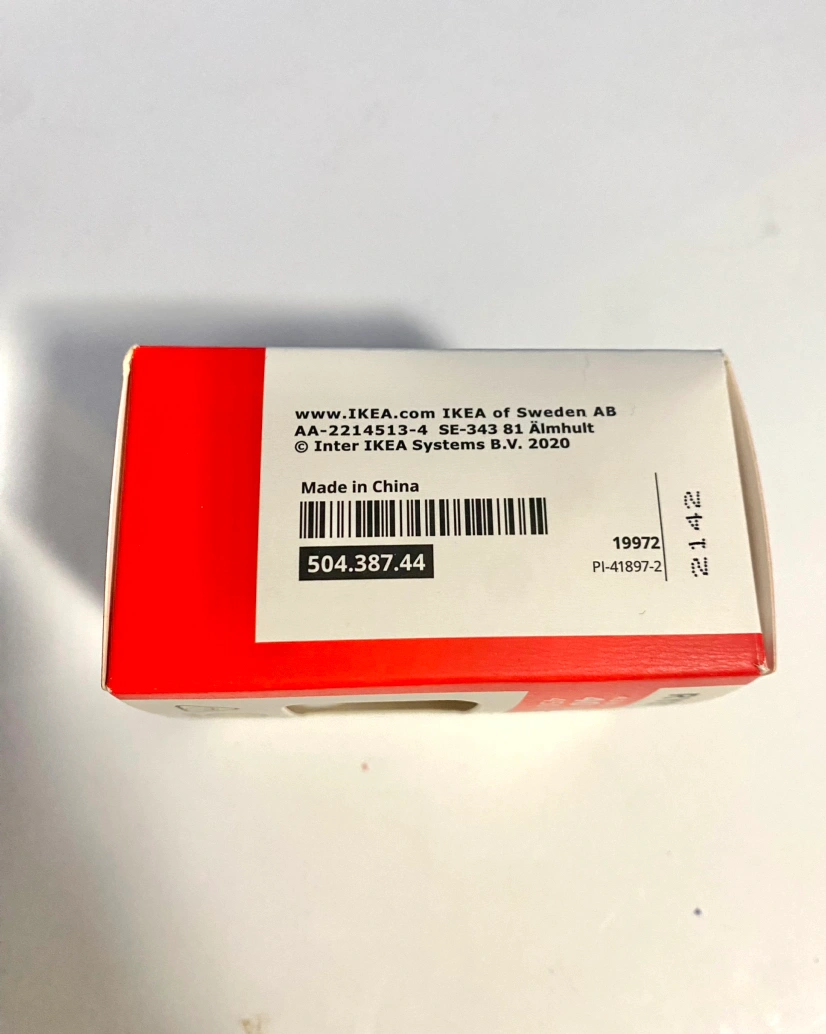 www.IKEA.com IKEA of Sweden AB
AA-2214513-4 SE-343 81 Älmhult
© Inter IKEA Systems B.V. 2020
Made in China
504.387.44
19972
PI-41897-2
2142